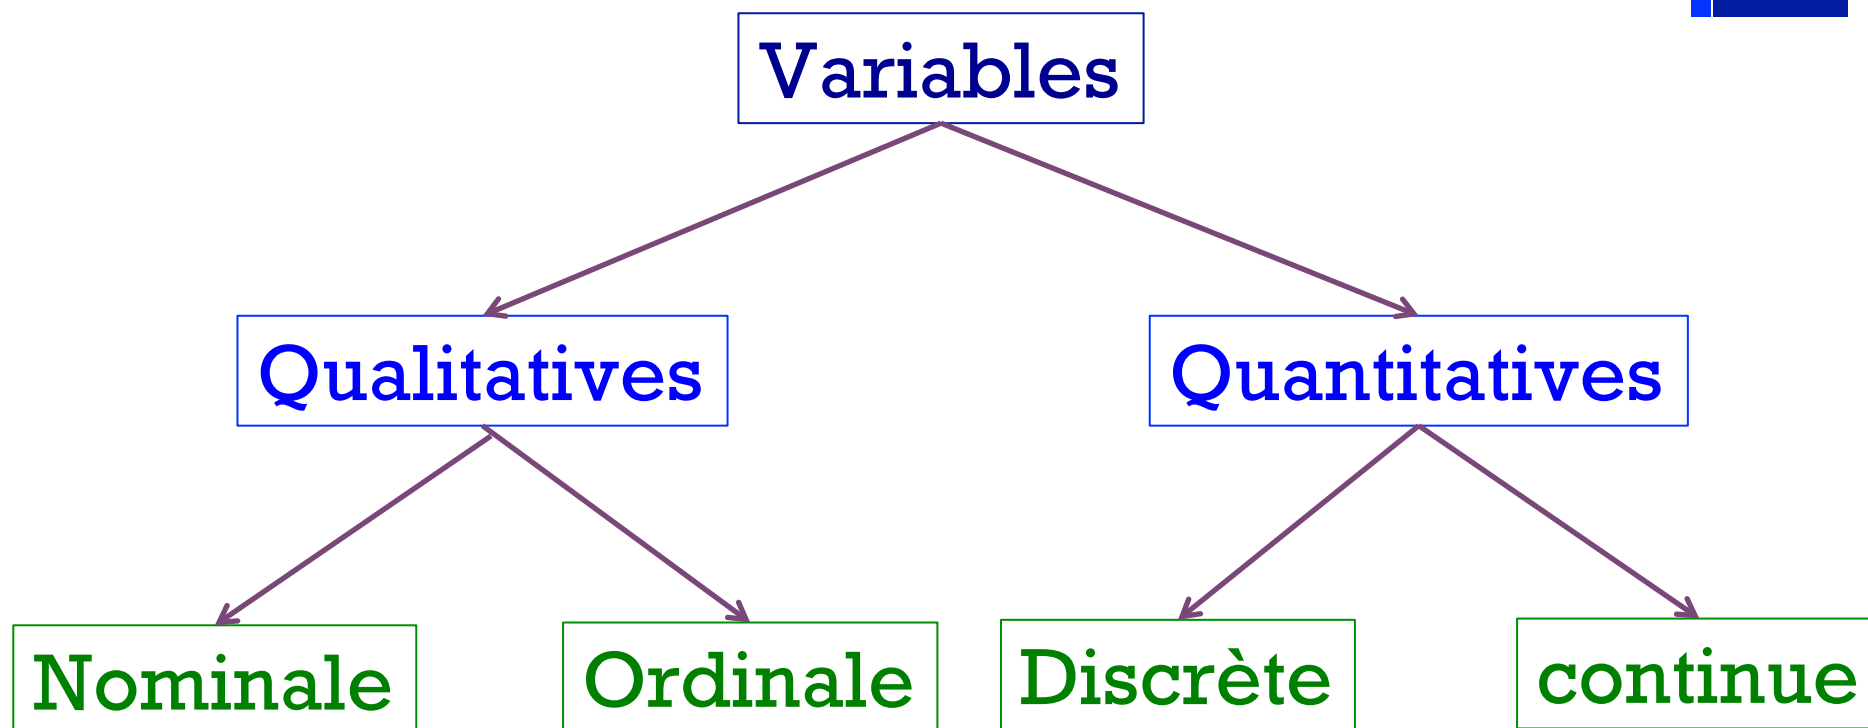 Variables
Qualitatives
Quantitatives
Nominale
Ordinale
Discrète
continue